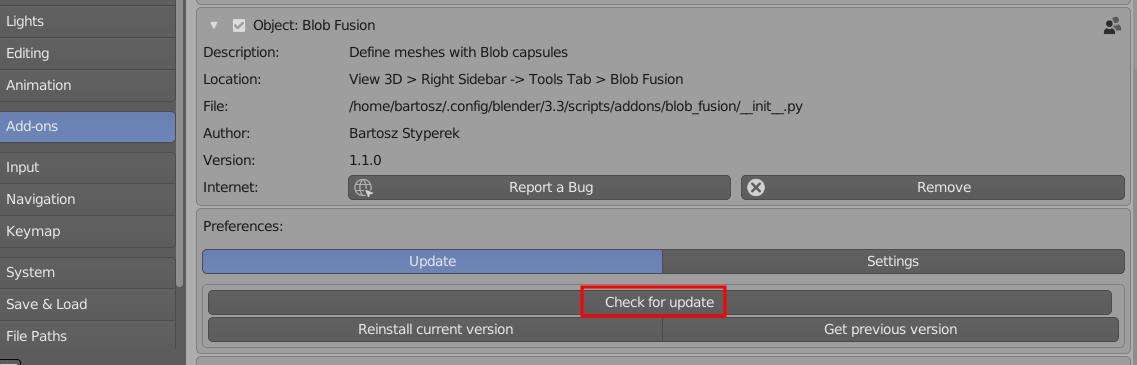 Lights
Editing
Animation
Add-ons
Input
Navigation
Keymap
System
Save & Load
File Paths
Object: Blob Fusion
Description: Define meshes with Blob capsules
Location: View 3D > Right Sidebar -> Tools Tab > Blob Fusion
File: /home/bartosz/.config/blender/3.3/scriptz/addons/blob_fusion/__init__.py
Author: Bartosz Styperek
Version: 1.1.0
Internet: Report a Bug Remove
Preferences:
Update Settings
Check for update
Reinstall current version Get previous version